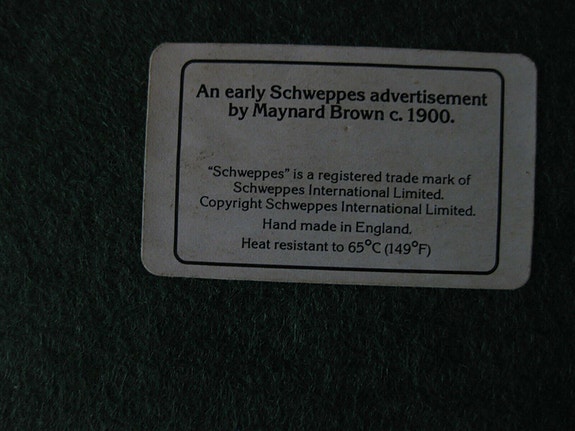 An early Schweppes advertisement
by Maynard Brown c. 1900.
“Schweppes” is a registered trade mark of
Schweppes International Limited.
Copyright Schweppes International Limited.
Hand made in England.
Heat resistant to 65°C (149°F)